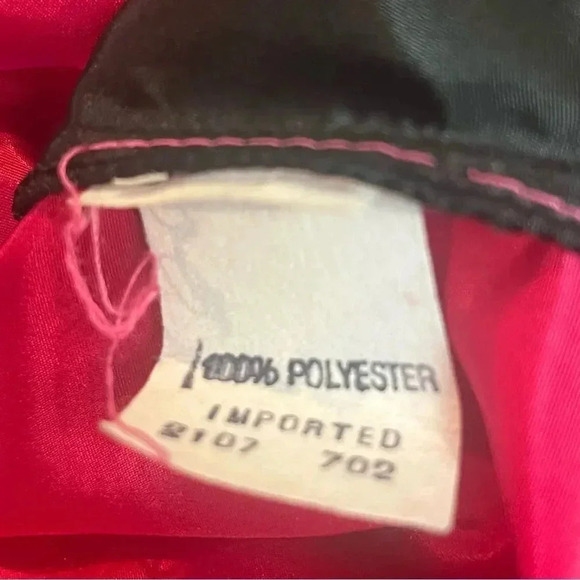 100% POLYESTER
IMPORTED
2107 702